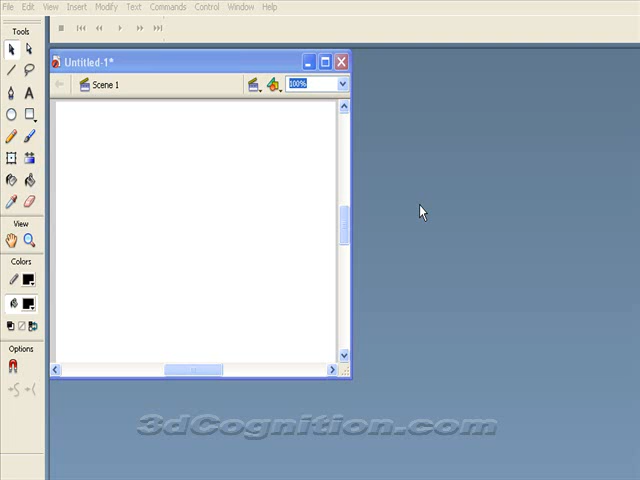 File Edit View Insert Modify Text Commands Control Window Help
Tools
Untitled-1*
Scene 1
100%
A
View
Colors
Options
3dCognition.com